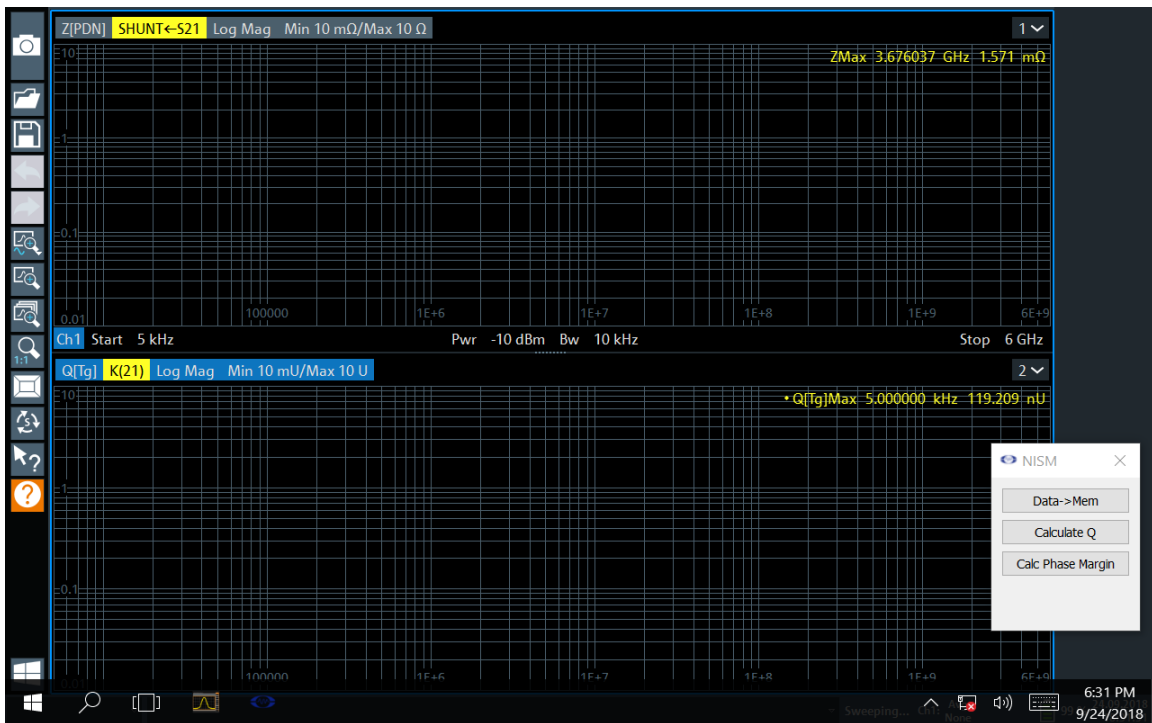 Z[PDN] SHUNT←S21 Log Mag Min 10 mΩ/Max 10 Ω 1
10 ZMax 3.676037 GHz 1.571 mΩ
1
0.1
0.01 100000 1E+6 1E+7 1E+8 1E+9 6E+9
Ch1 Start 5 kHz Pwr -10 dBm Bw 10 kHz Stop 6 GHz
Q[Tg] K(21) Log Mag Min 10 mU/Max 10 U 2
10 • Q[Tg]Max 5.000000 kHz 119.209 nU
1
0.1
100000 1E+6 1E+7 1E+8 1E+9 6E+9
1:1
S
?
?
NISM
Data->Mem
Calculate Q
Calc Phase Margin
Sweeping... Ch1:
None
6:31 PM
9/24/2018